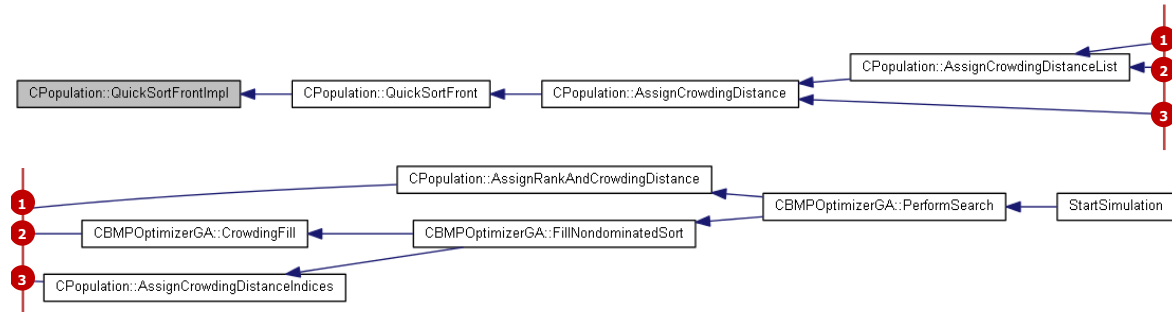 1
CPopulation::AssignCrowdingDistanceList
2
CPopulation::QuickSortFrontImpl
CPopulation::QuickSortFront
CPopulation::AssignCrowdingDistance
3
CPopulation::AssignRankAndCrowdingDistance
1
CBMPOptimizerGA::PerformSearch
StartSimulation
2
CBMPOptimizerGA::CrowdingFill
CBMPOptimizerGA::FillNondominatedSort
3
CPopulation::AssignCrowdingDistanceIndices